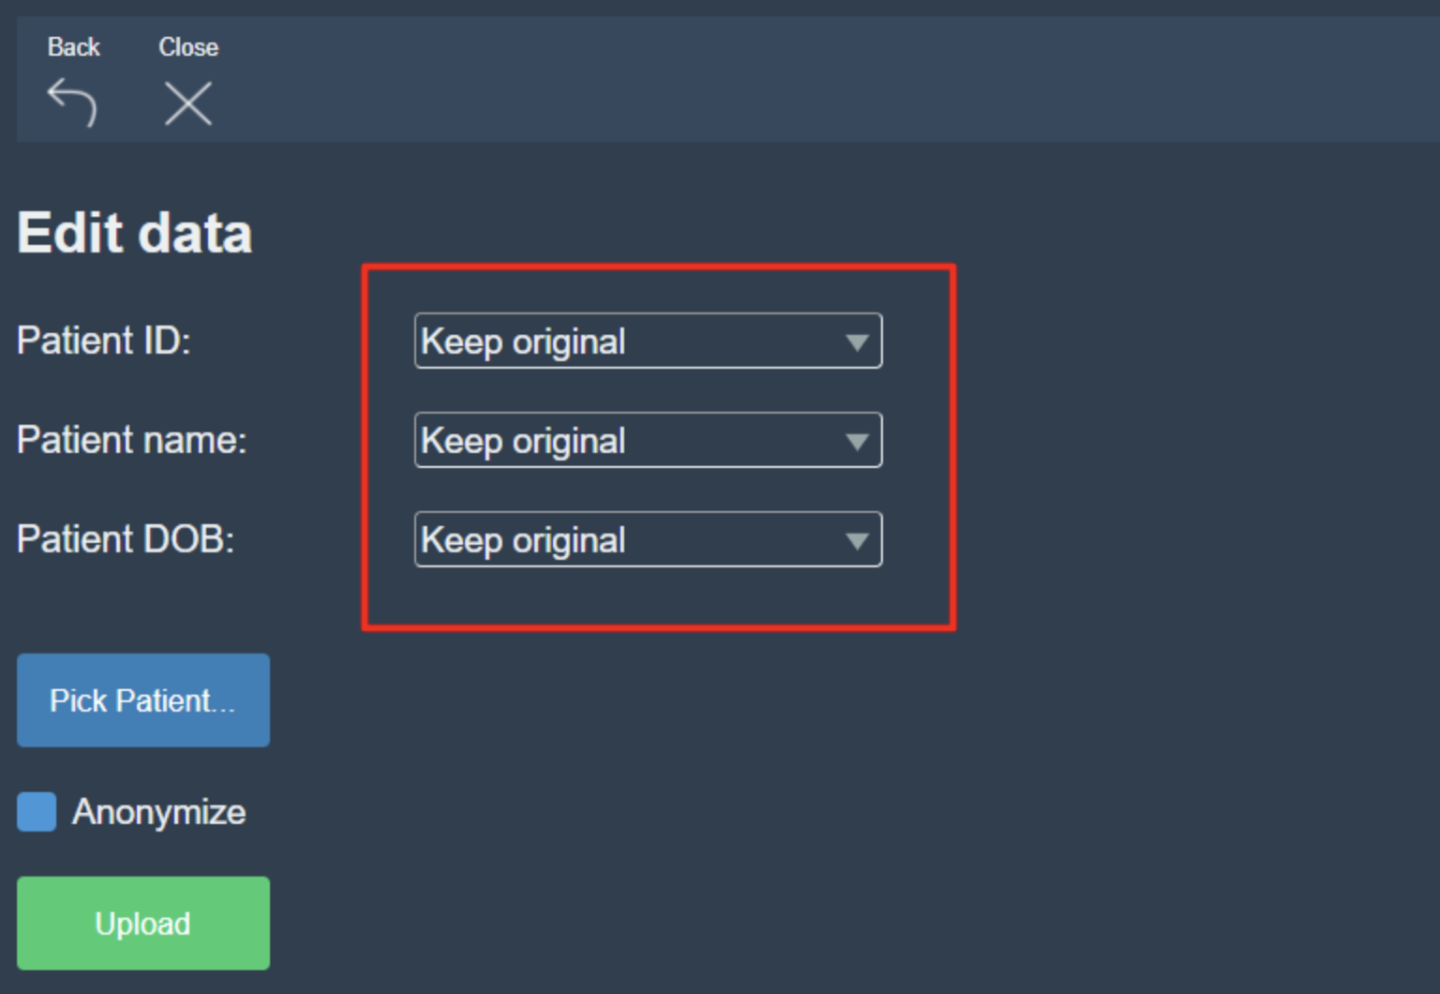 Back Close
Edit data
Patient ID: Keep original
Patient name: Keep original
Patient DOB: Keep original
Pick Patient...
Anonymize
Upload